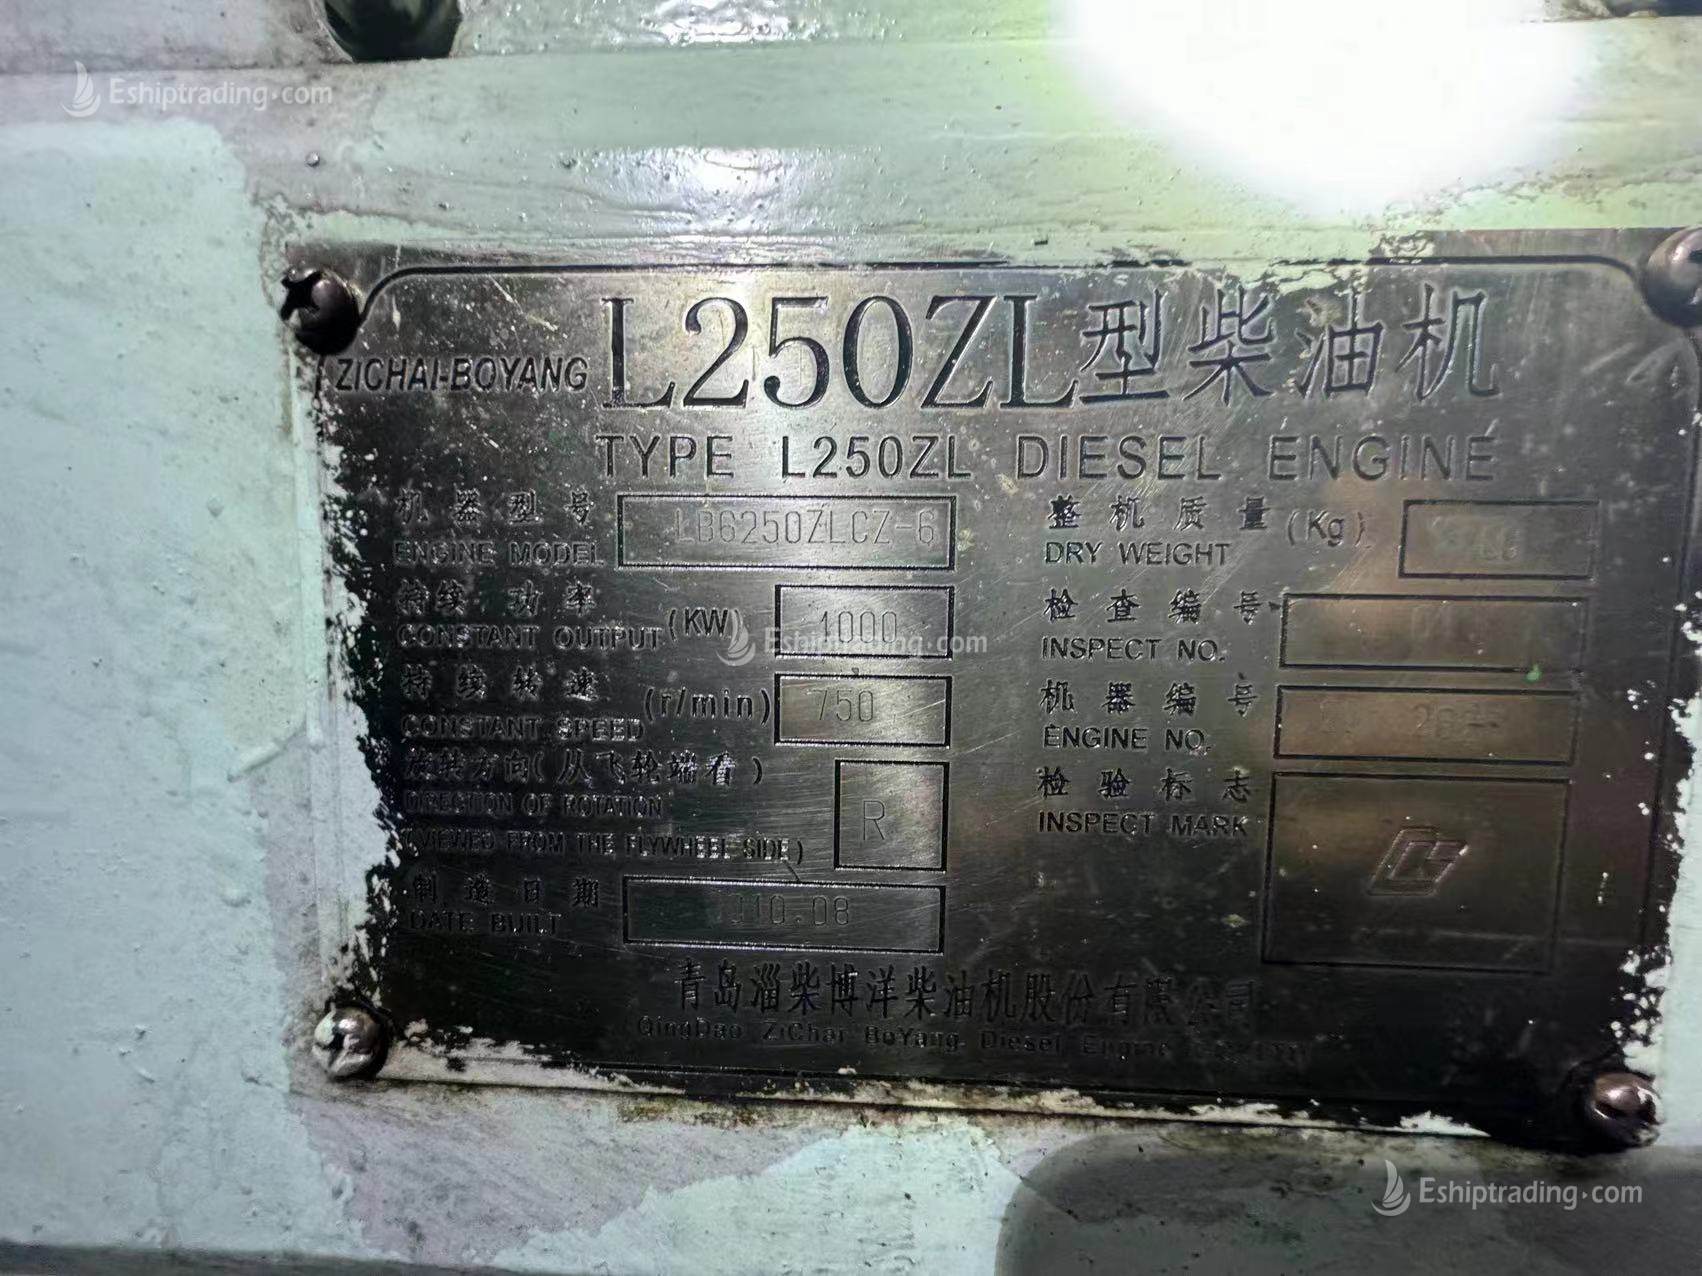 Eshiptrading.com
ZICHAI-BOYANG L250ZL型柴油机
TYPE L250ZL DIESEL ENGINE
机器型号 LB6250ZLCZ-6
ENGINE MODEL
持续功率 (KW) 1000
CONSTANT OUTPUT
持续转速 (r/min) 750
CONSTANT SPEED
旋转方向(从飞轮端看) R
DIRECTION OF ROTATION
(VIEWED FROM THE FLYWHEEL SIDE)
制造日期
DATE BUILT
整机质量 (Kg)
DRY WEIGHT
检查编号
INSPECT NO.
机器编号
ENGINE NO.
检验标志
INSPECT MARK
青岛淄柴博洋柴油机股份有限公司
QingDao ZiChai BoYang Diesel Engine
Eshiptrading.com
Eshiptrading.com